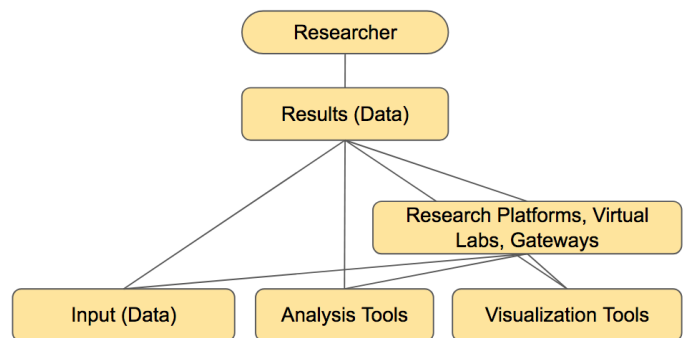 Researcher
Results (Data)
Research Platforms, Virtual
Labs, Gateways
Input (Data)
Analysis Tools
Visualization Tools